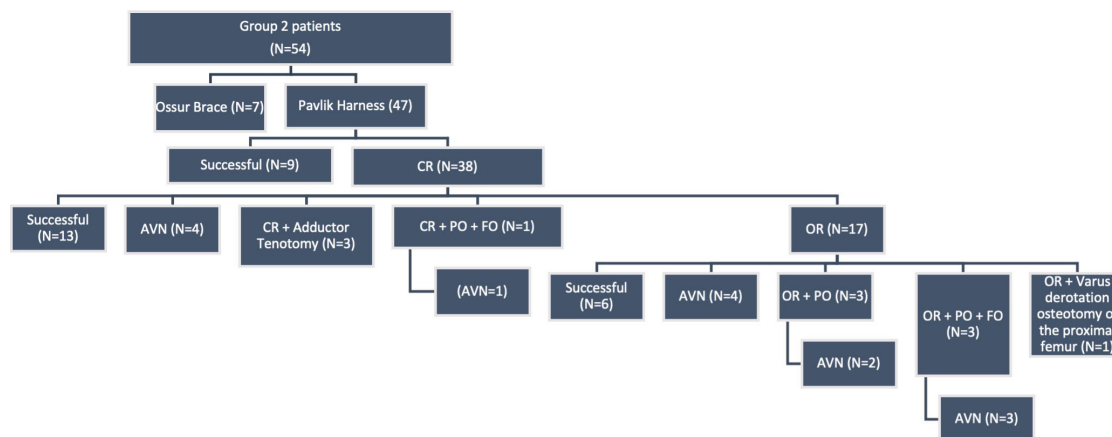 Group 2 patients
(N=54)
Ossur Brace (N=7)
Pavlik Harness (47)
Successful (N=9)
CR (N=38)
Successful
(N=13)
AVN (N=4)
CR + Adductor
Tenotomy (N=3)
CR + PO + FO (N=1)
OR (N=17)
(AVN=1)
Successful
(N=6)
AVN (N=4)
OR + PO (N=3)
OR + PO + FO
(N=3)
OR + Varus
derotation
osteotomy o
the proxima
femur (N=1)
AVN (N=2)
AVN (N=3)